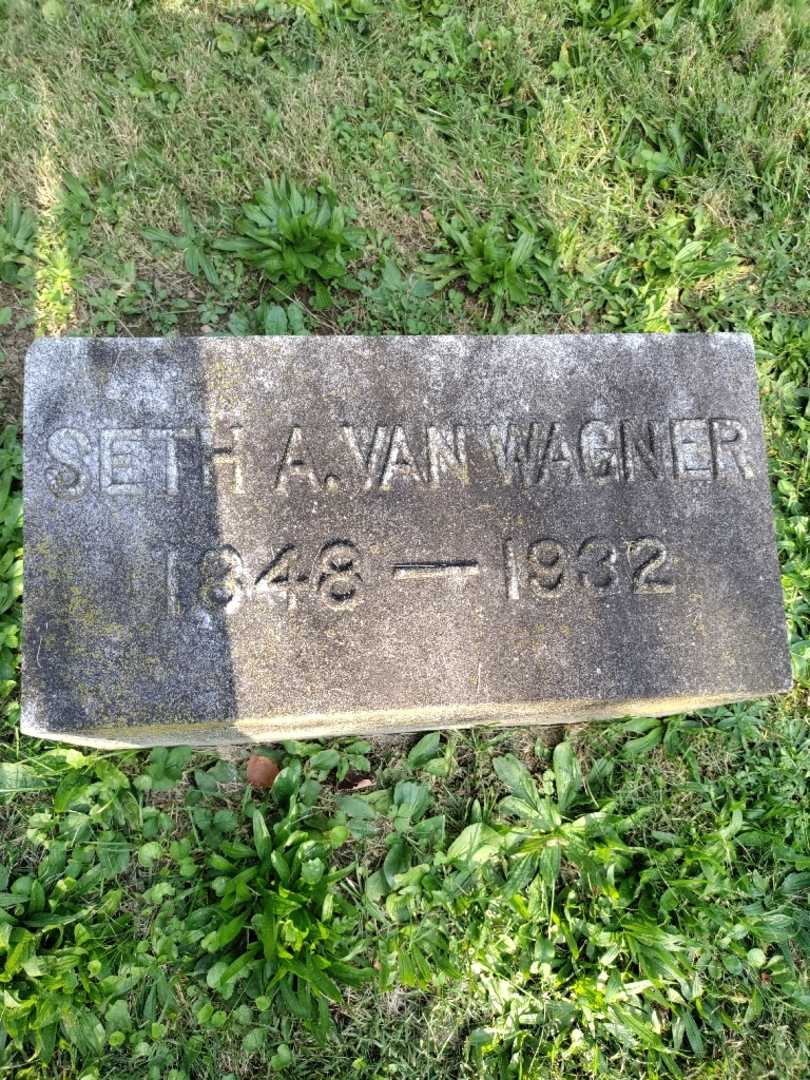 SETH A. VAN WAGNER
1848 — 1932